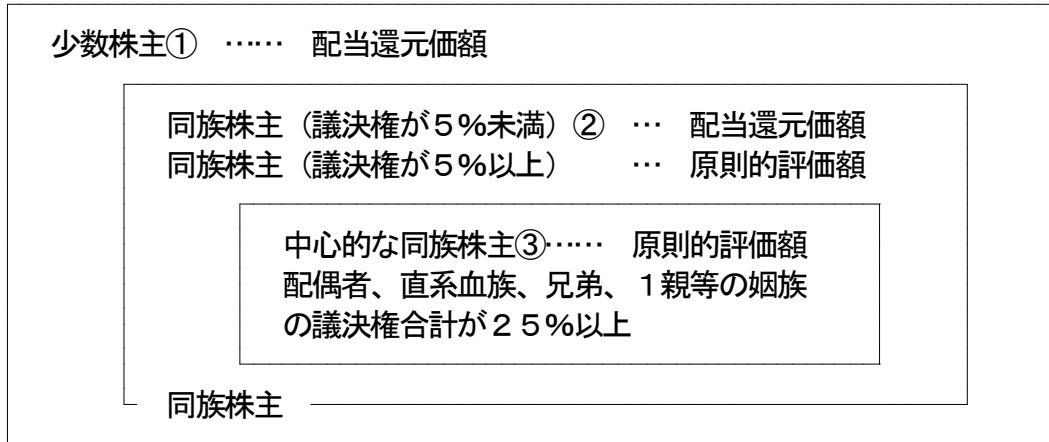 少数株主① …… 配当還元価額
同族株主（議決権が５％未満）② … 配当還元価額
同族株主（議決権が５％以上） … 原則的評価額
中心的な同族株主③…… 原則的評価額
配偶者、直系血族、兄弟、１親等の姻族
の議決権合計が２５％以上
同族株主